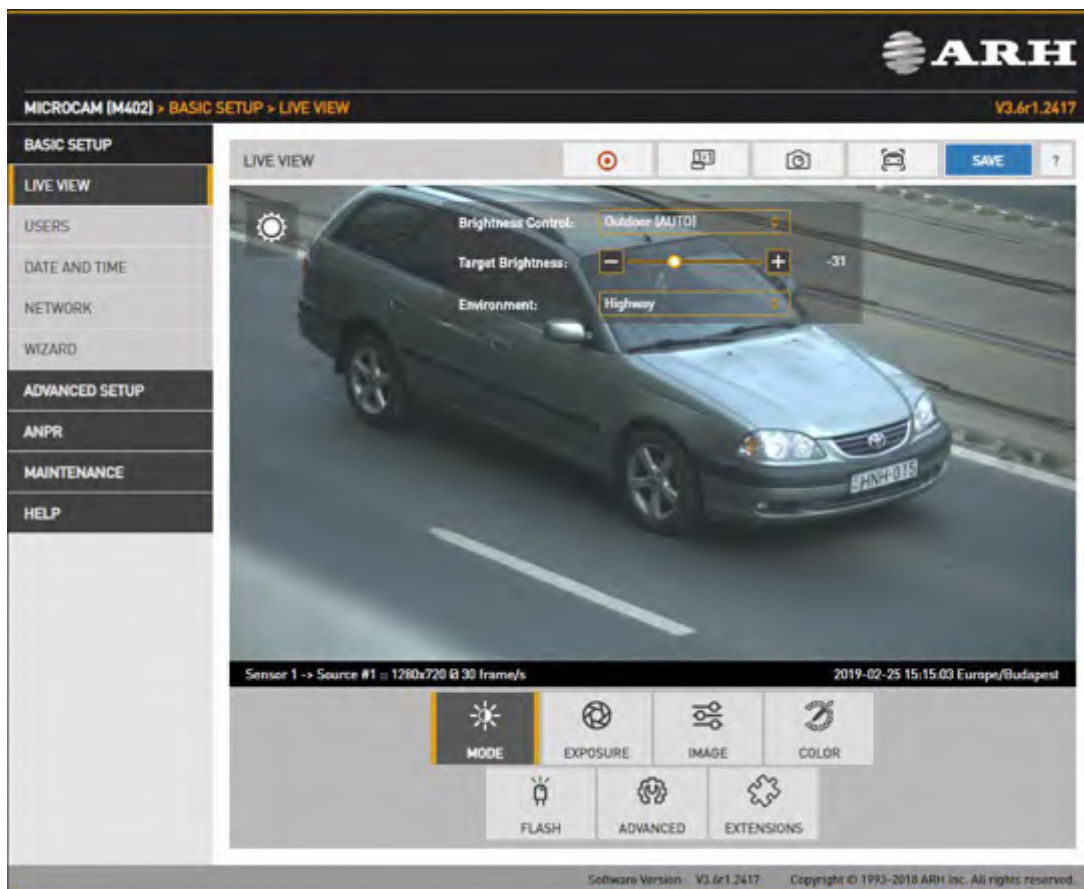 ARH
MICROCAM [M402] > BASIC SETUP > LIVE VIEW
V3.6r1.2417
BASIC SETUP
LIVE VIEW
USERS
DATE AND TIME
NETWORK
WIZARD
ADVANCED SETUP
ANPR
MAINTENANCE
HELP
LIVE VIEW
1:1
SAVE
?
Brightness Control:
Outdoor [AUTO]
Target Brightness:
-31
Environment:
Highway
HNH-015
Sensor 1 -> Source #1 :: 1280x720 @ 30 frame/s
2019-02-25 15:15:03 Europe/Budapest
MODE
EXPOSURE
IMAGE
COLOR
FLASH
ADVANCED
EXTENSIONS
Software Version: V3.6r1.2417 Copyright © 1993-2018 ARH Inc. All rights reserved.